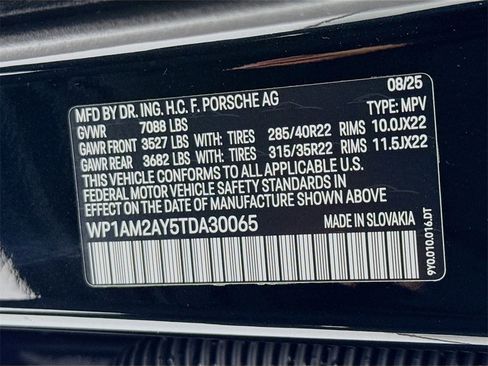 MFD BY DR. ING. H.C. F. PORSCHE AG 08/25
GVWR 7088 LBS TYPE: MPV
GAWR FRONT 3527 LBS WITH: TIRES 285/40R22 RIMS 10.0JX22
GAWR REAR 3682 LBS WITH: TIRES 315/35R22 RIMS 11.5JX22
THIS VEHICLE CONFORMS TO ALL APPLICABLE U.S.
FEDERAL MOTOR VEHICLE SAFETY STANDARDS IN
EFFECT ON THE DATE OF MANUFACTURE SHOWN ABOVE
WP1AM2AY5TDA30065 MADE IN SLOVAKIA
9Y0.010.016.DT